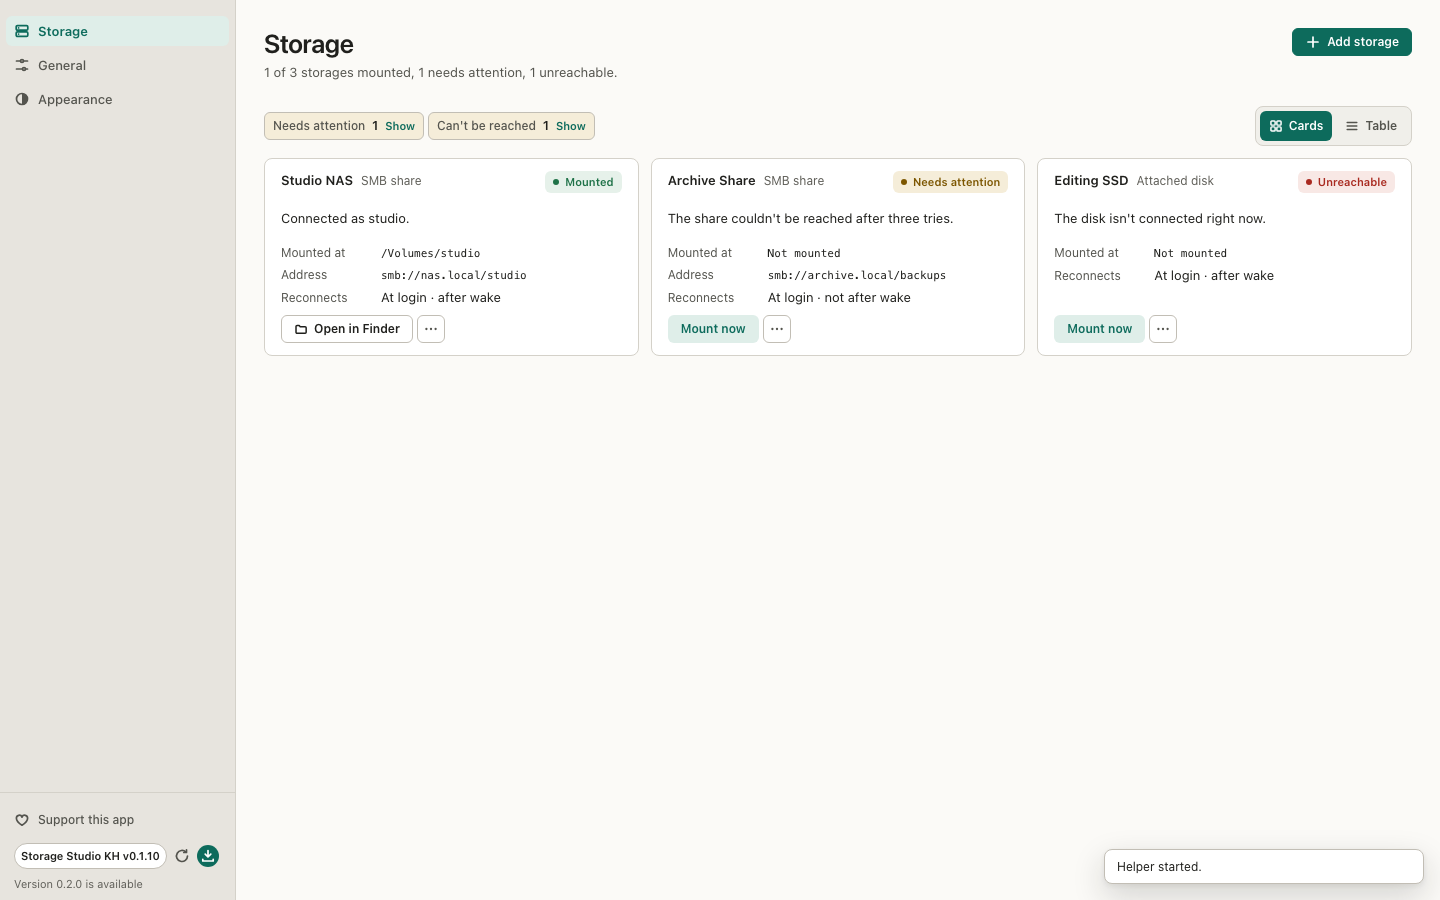 Storage
General
Appearance
Support this app
Storage Studio KH v0.1.10
Version 0.2.0 is available
Storage
1 of 3 storages mounted, 1 needs attention, 1 unreachable.
Add storage
Needs attention 1 Show
Can't be reached 1 Show
Cards
Table
Studio NAS SMB share
Mounted
Connected as studio.
Mounted at /Volumes/studio
Address smb://nas.local/studio
Reconnects At login · after wake
Open in Finder
Archive Share SMB share
Needs attention
The share couldn't be reached after three tries.
Mounted at Not mounted
Address smb://archive.local/backups
Reconnects At login · not after wake
Mount now
Editing SSD Attached disk
Unreachable
The disk isn't connected right now.
Mounted at Not mounted
Reconnects At login · after wake
Mount now
Helper started.